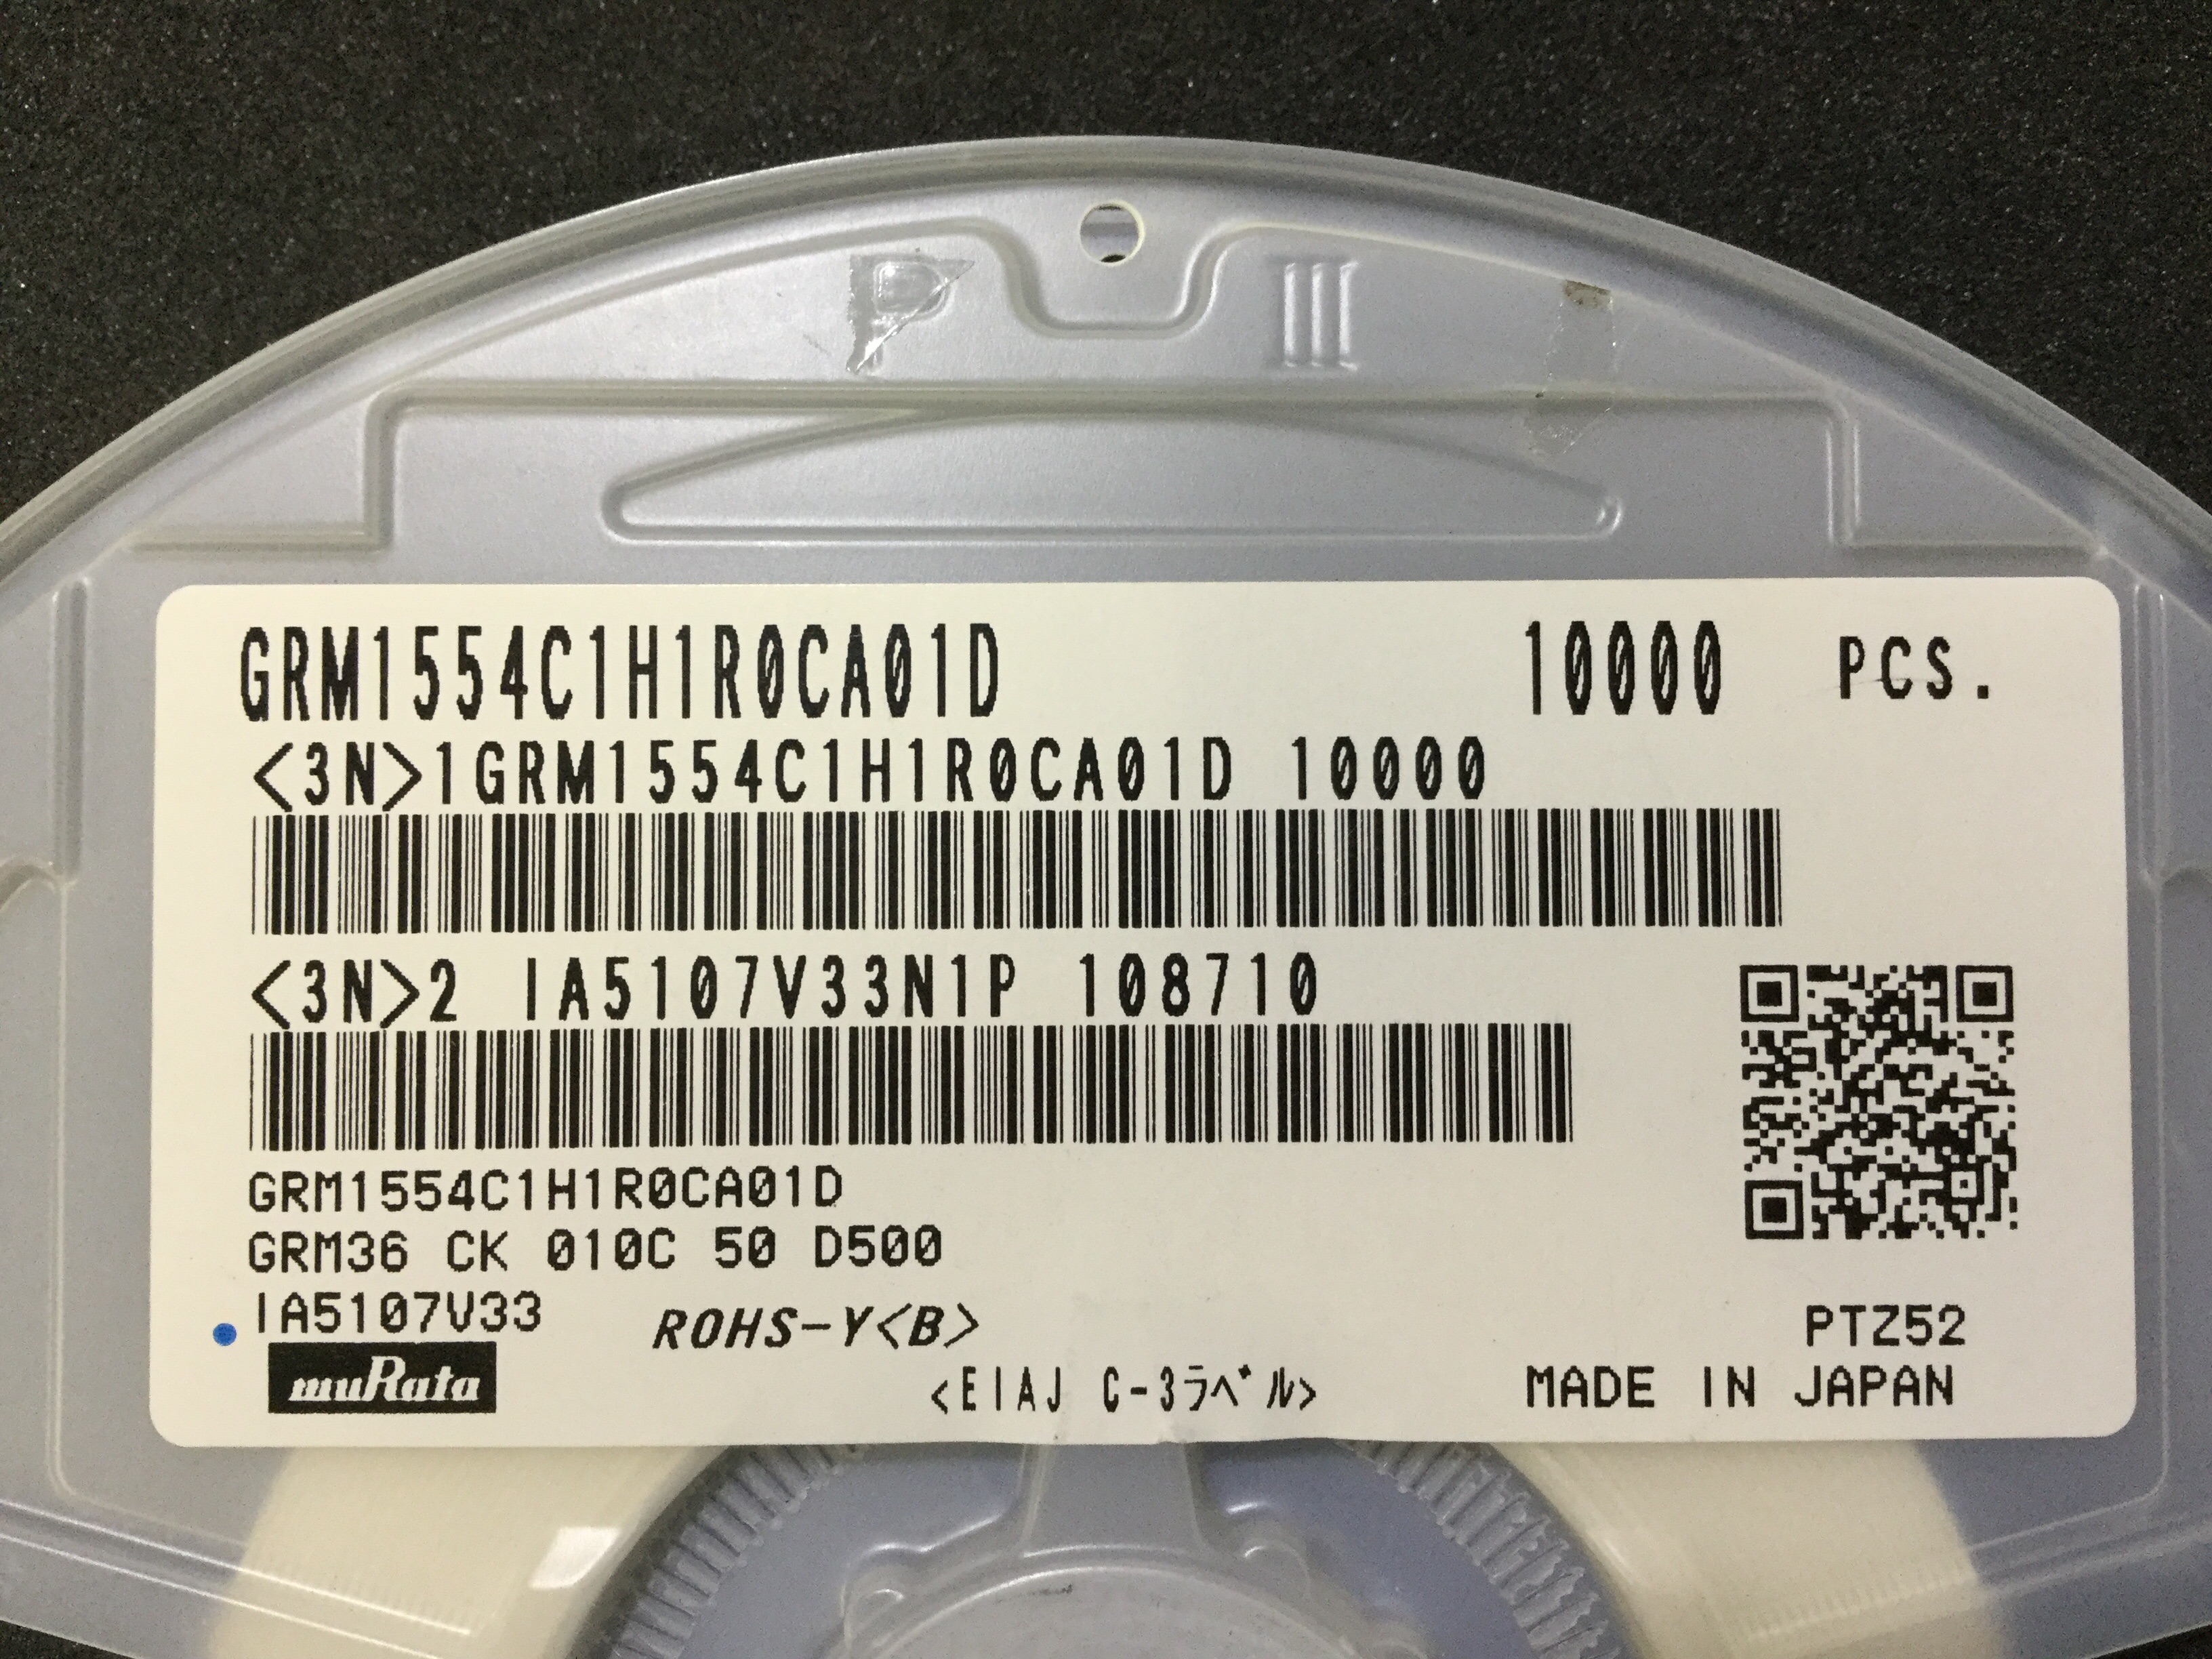 P III
GRM1554C1H1R0CA01D 10000 PCS.
<3N>1GRM1554C1H1R0CA01D 10000
<3N>2 IA5107V33N1P 108710
GRM1554C1H1R0CA01D
GRM36 CK 010C 50 D500
IA5107V33 ROHS-Y<B> PTZ52
muRata <EIAJ C-3ﾗﾍﾞﾙ> MADE IN JAPAN